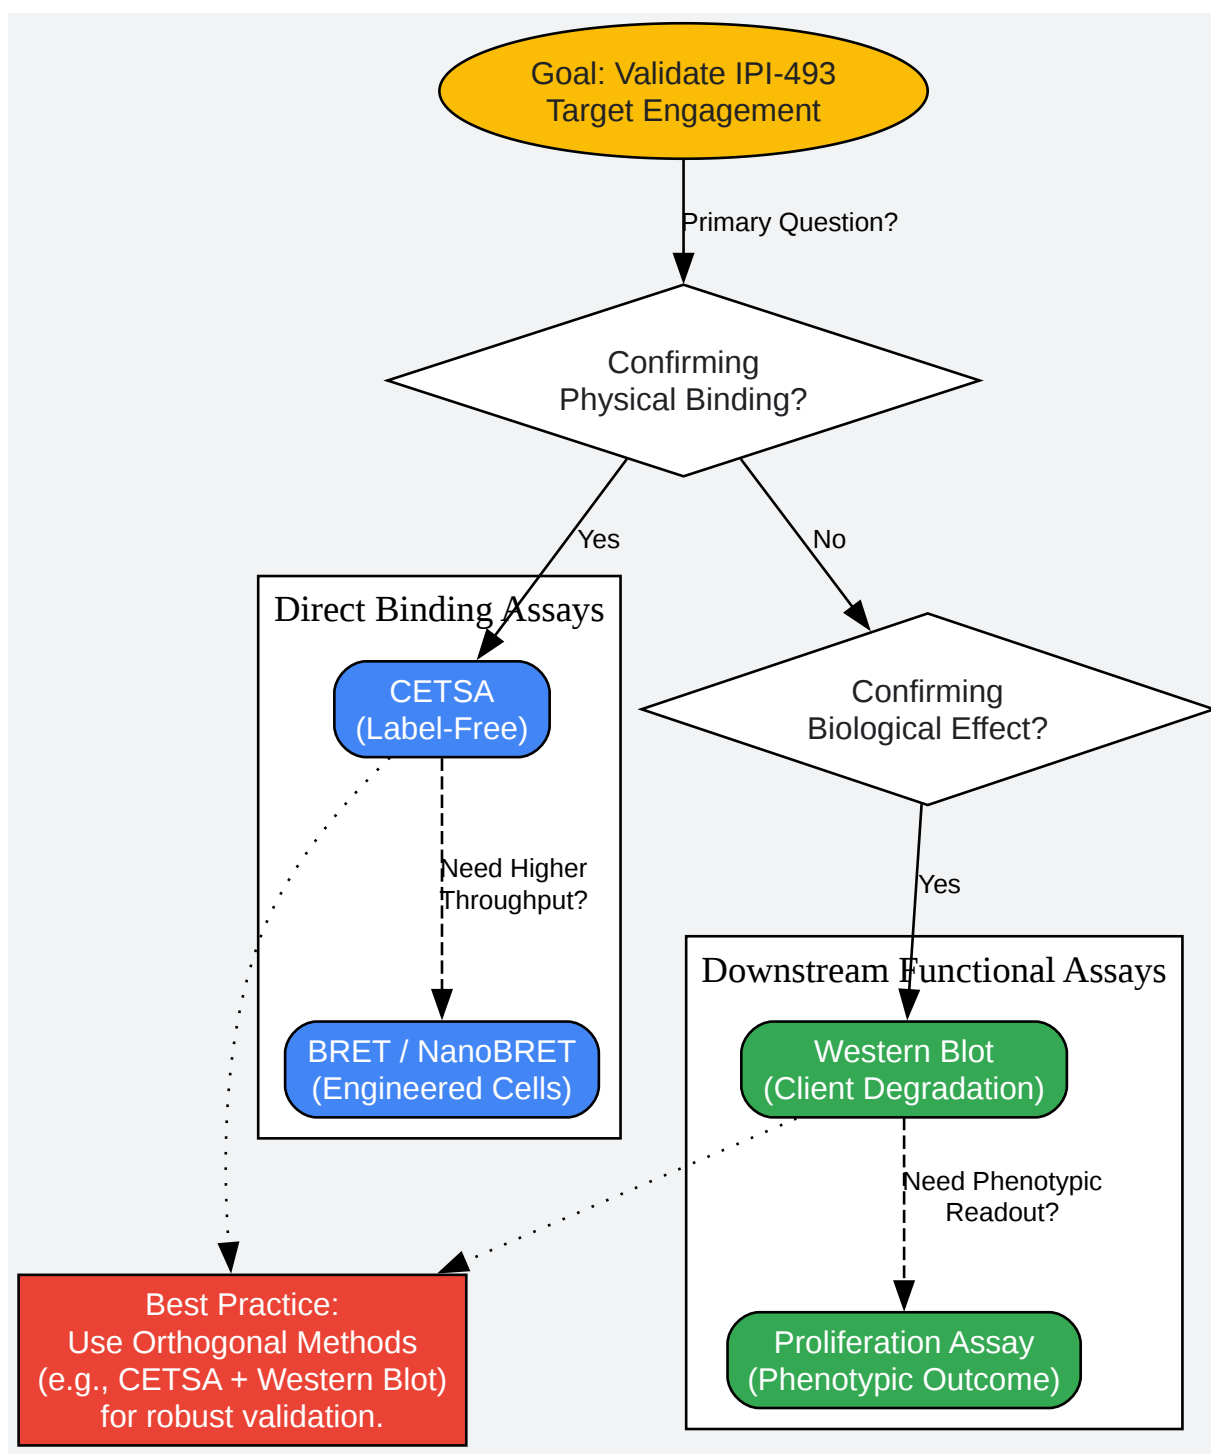 Goal: Validate IPI-493
Target Engagement
Primary Question?
Confirming
Physical Binding?
Yes
No
Direct Binding Assays
CETSA
(Label-Free)
Confirming
Biological Effect?
Need Higher
Throughput?
Yes
Downstream Functional Assays
BRET / NanoBRET
(Engineered Cells)
Western Blot
(Client Degradation)
Need Phenotypic
Readout?
Best Practice:
Use Orthogonal Methods
(e.g., CETSA + Western Blot)
for robust validation.
Proliferation Assay
(Phenotypic Outcome)